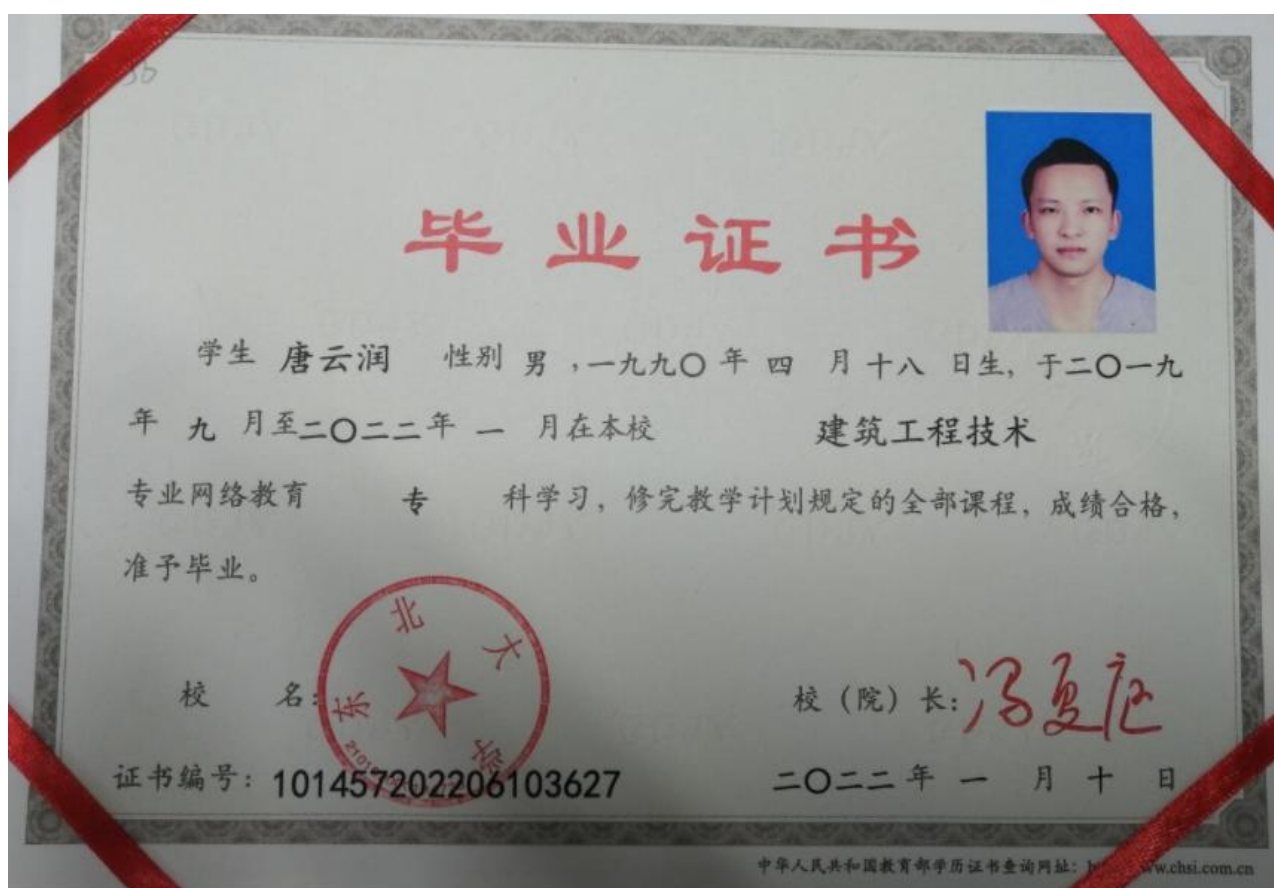 毕业证书
学生 唐云润 性别 男 ,一九九〇 年 四 月 十八 日生, 于二〇一九
年 九 月至二〇二二年 一 月在本校 建筑工程技术
专业网络教育 专 科学习, 修完教学计划规定的全部课程, 成绩合格,
准予毕业。
东北大学
校 名: 校（院）长: 冯夏庭
证书编号: 101457202206103627 二〇二二 年 一 月 十 日
中华人民共和国教育部学历证书查询网址: www.chsi.com.cn